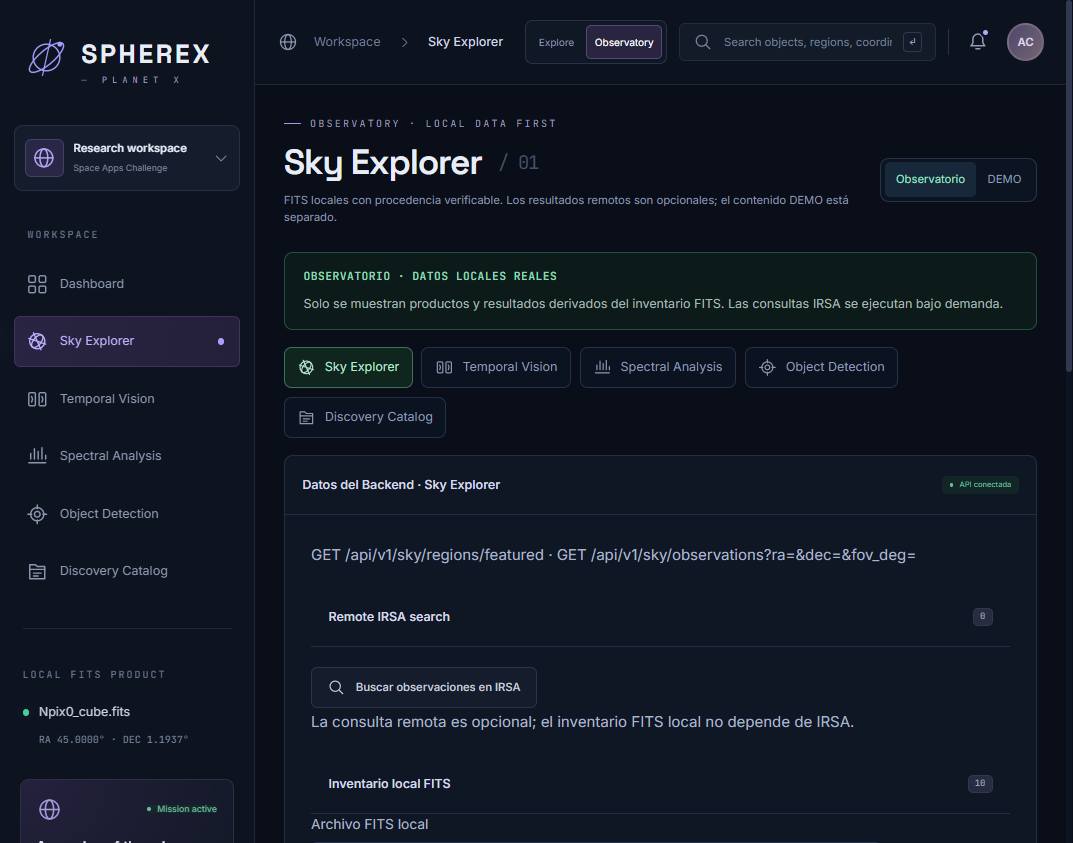 SPHEREX
— PLANET X
Research workspace
Space Apps Challenge
WORKSPACE
Dashboard
Sky Explorer
Temporal Vision
Spectral Analysis
Object Detection
Discovery Catalog
LOCAL FITS PRODUCT
Npix0_cube.fits
RA 45.0000° · DEC 1.1937°
Mission active
Workspace
Sky Explorer
Explore
Observatory
Search objects, regions, coordin
AC
OBSERVATORY · LOCAL DATA FIRST
Sky Explorer / 01
FITS locales con procedencia verificable. Los resultados remotos son opcionales; el contenido DEMO está
separado.
Observatorio
DEMO
OBSERVATORIO · DATOS LOCALES REALES
Solo se muestran productos y resultados derivados del inventario FITS. Las consultas IRSA se ejecutan bajo demanda.
Sky Explorer
Temporal Vision
Spectral Analysis
Object Detection
Discovery Catalog
Datos del Backend · Sky Explorer
API conectada
GET /api/v1/sky/regions/featured · GET /api/v1/sky/observations?ra=&dec=&fov_deg=
Remote IRSA search
0
Buscar observaciones en IRSA
La consulta remota es opcional; el inventario FITS local no depende de IRSA.
Inventario local FITS
10
Archivo FITS local